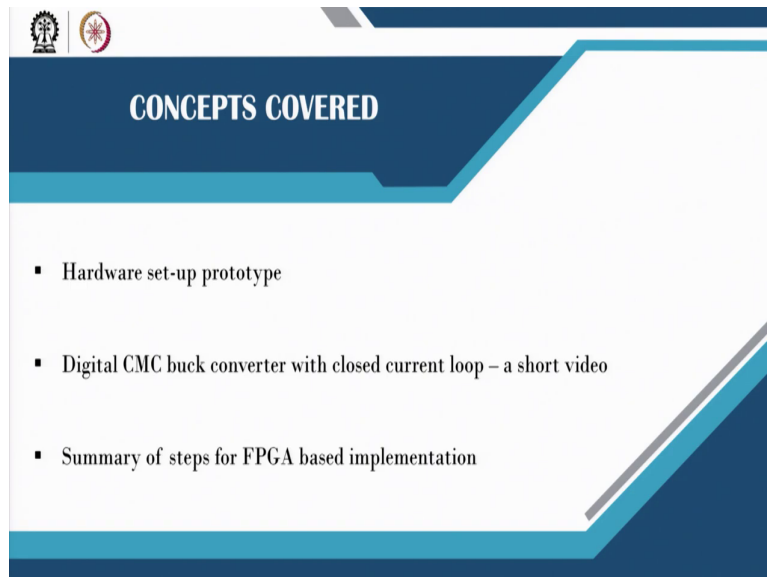 CONCEPTS COVERED
▪ Hardware set-up prototype
▪ Digital CMC buck converter with closed current loop – a short video
▪ Summary of steps for FPGA based implementation